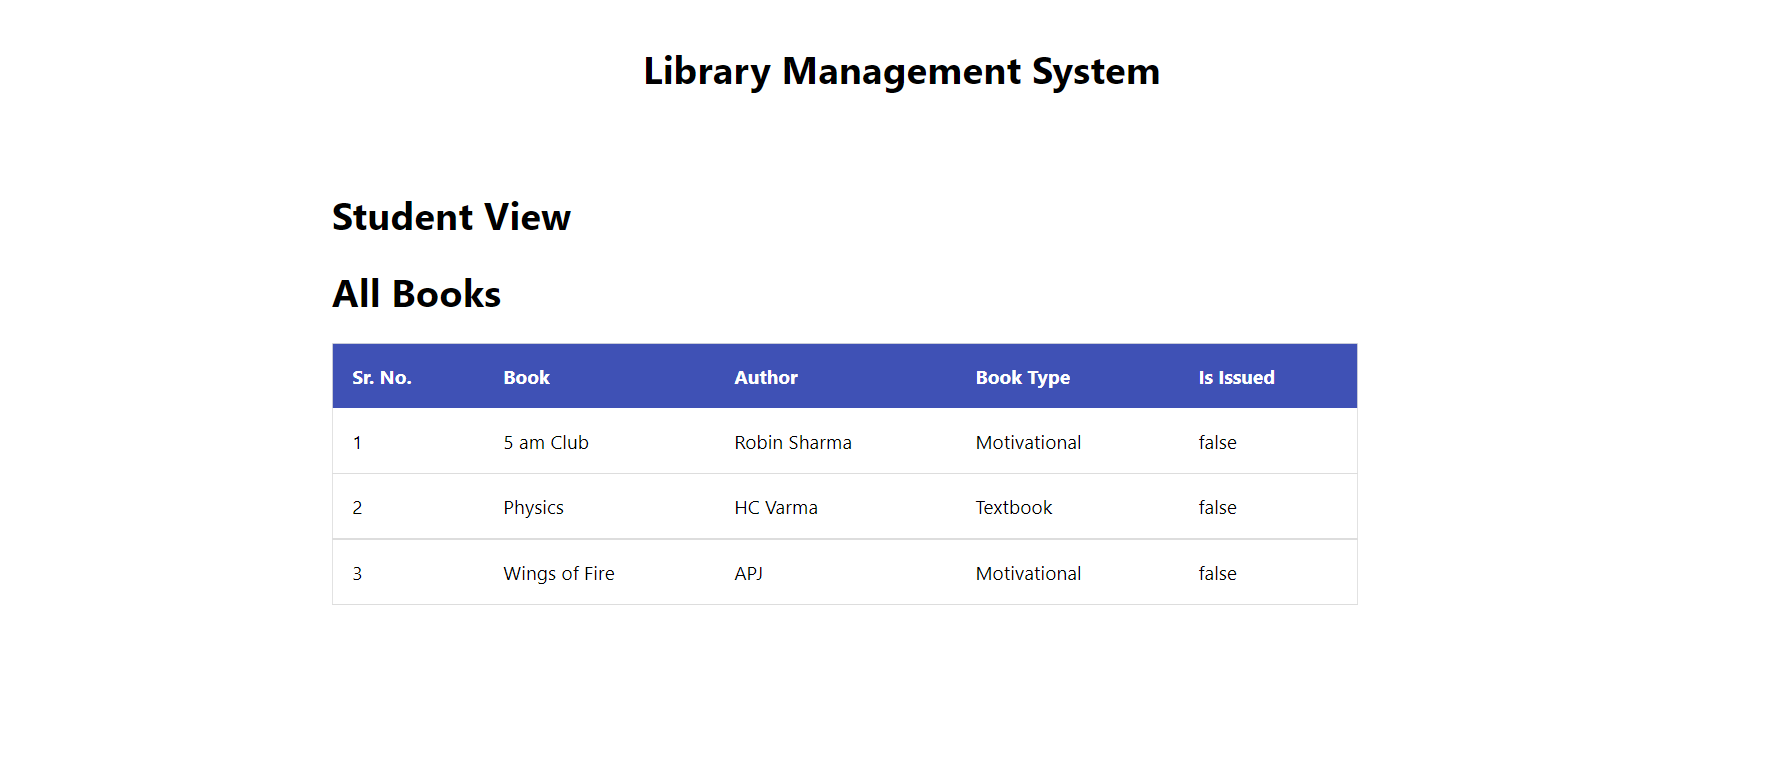 Library Management System
Student View
All Books
Sr. No. Book Author Book Type Is Issued
1 5 am Club Robin Sharma Motivational false
2 Physics HC Varma Textbook false
3 Wings of Fire APJ Motivational false